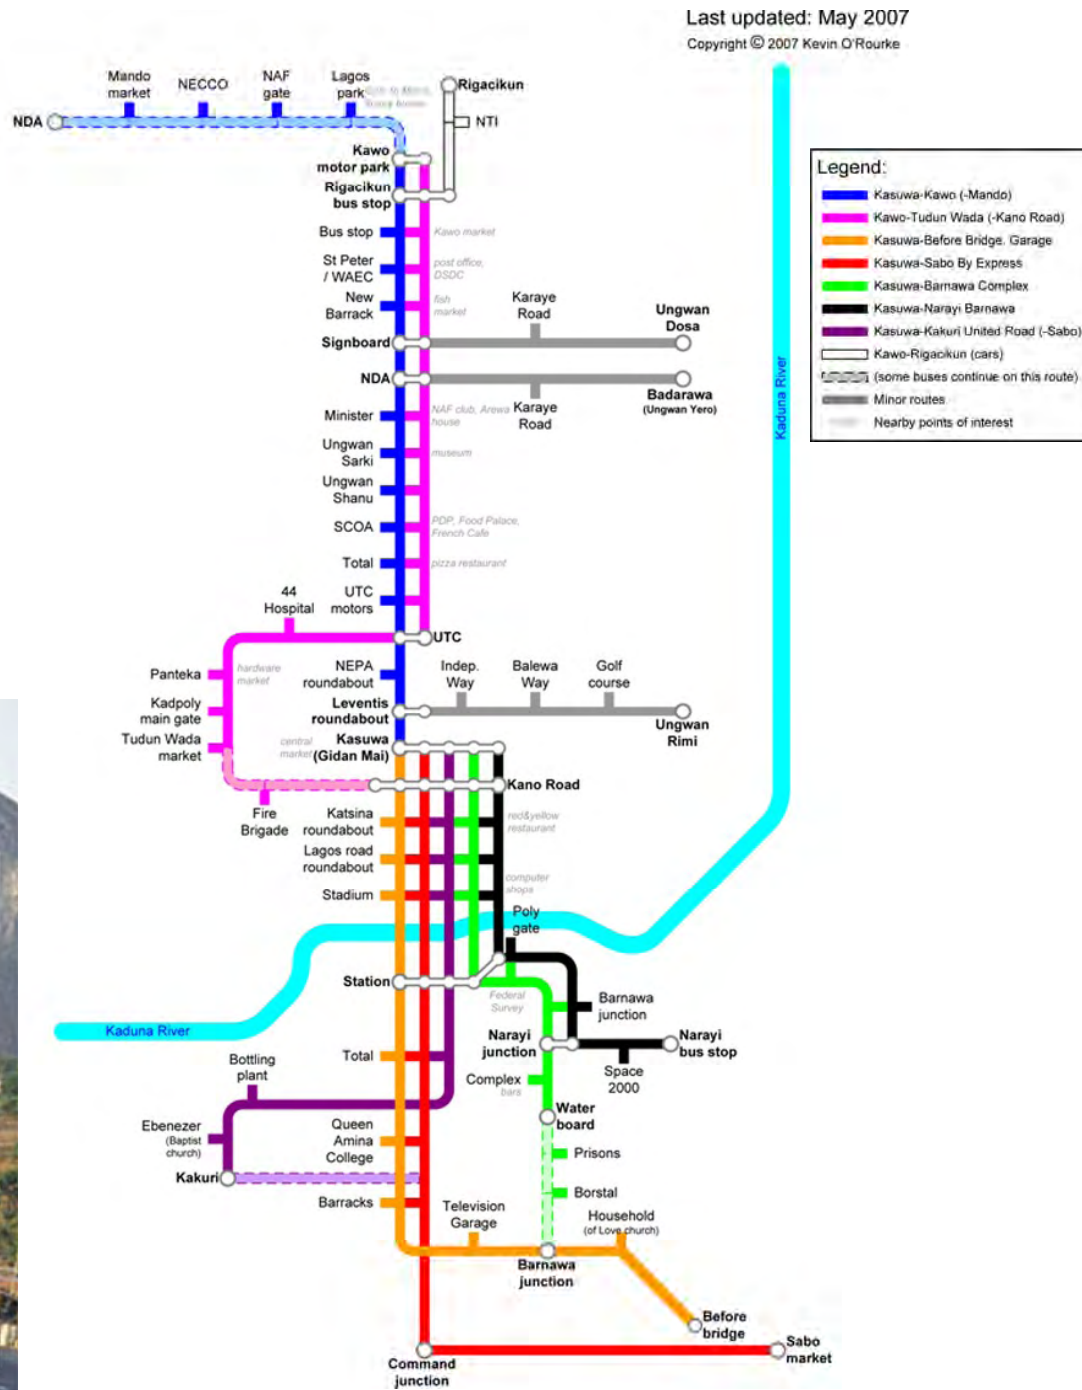 Last updated: May 2007
Copyright © 2007 Kevin O'Rourke
Mando
market
NECCO
NAF
gate
Lagos
park
Rigacikun
NDA
NTI
Kawo
motor park
Rigacikun
bus stop
Legend:
Kasuwa-Kawo (-Mando)
Kawo-Tudun Wada (-Kano Road)
Kasuwa-Before Bridge. Garage
Kasuwa-Sabo By Express
Kasuwa-Barnawa Complex
Kasuwa-Narayi Barnawa
Kasuwa-Kakuri United Road (-Sabo)
Kawo-Rigacikun (cars)
(some buses continue on this route)
Minor routes
Nearby points of interest
Bus stop
Kawo market
St Peter
/ WAEC
post office,
DSDC
New
Barrack
fish
market
Karaye
Road
Ungwan
Dosa
Signboard
NDA
Badarawa
(Ungwan Yero)
Karaye
Road
Kaduna River
Minister
NAF club, Arewa
house
Ungwan
Sarki
museum
Ungwan
Shanu
SCOA
PDP, Food Palace,
French Cafe
Total
pizza restaurant
44
Hospital
UTC
motors
UTC
Panteka
hardware
market
NEPA
roundabout
Indep.
Way
Balewa
Way
Golf
course
Kadpoly
main gate
Leventis
roundabout
Ungwan
Rimi
Tudun Wada
market
central
market
Kasuwa
(Gidan Mai)
Kano Road
Fire
Brigade
Katsina
roundabout
red&yellow
restaurant
Lagos road
roundabout
computer
shops
Stadium
Poly
gate
Station
Federal
Survey
Barnawa
junction
Kaduna River
Narayi
junction
Narayi
bus stop
Total
Space
2000
Bottling
plant
Complex
bars
Water
board
Ebenezer
(Baptist
church)
Queen
Amina
College
Prisons
Kakuri
Borstal
Barracks
Television
Garage
Household
(of Love church)
Barnawa
junction
Before
bridge
Sabo
market
Command
junction